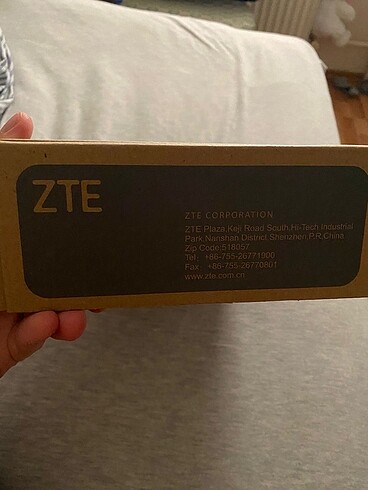 ZTE
ZTE CORPORATION
ZTE Plaza,Keji Road South,Hi-Tech Industrial
Park,Nanshan District,Shenzhen,P.R.China
Zip Code:518057
Tel : +86-755-26771900
Fax : +86-755-26770801
www.zte.com.cn